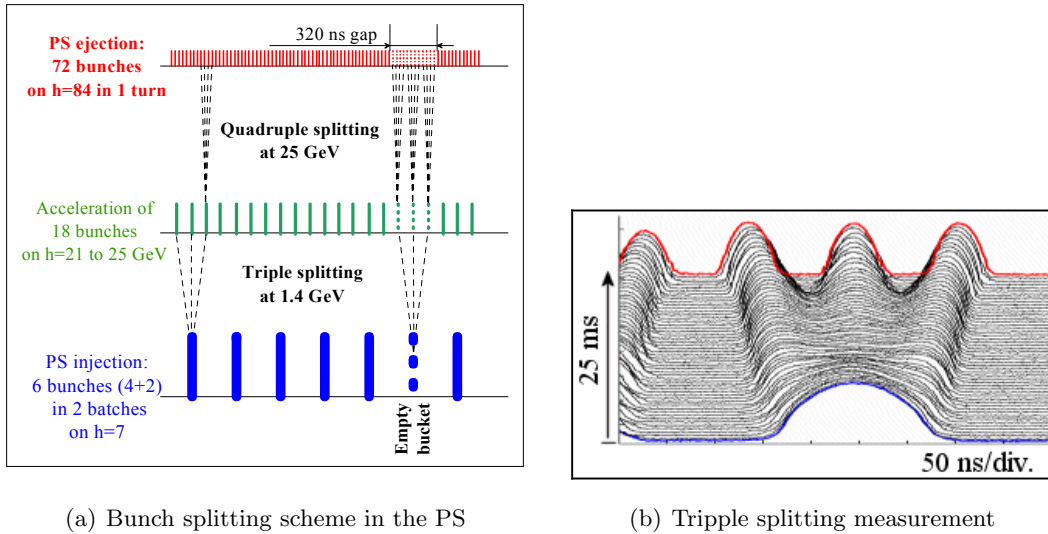 PS ejection:
72 bunches
on h=84 in 1 turn
320 ns gap
Quadruple splitting
at 25 GeV
Acceleration of
18 bunches
on h=21 to 25 GeV
Triple splitting
at 1.4 GeV
PS injection:
6 bunches (4+2)
in 2 batches
on h=7
Empty
bucket
25 ms
50 ns/div.
(a) Bunch splitting scheme in the PS
(b) Tripple splitting measurement